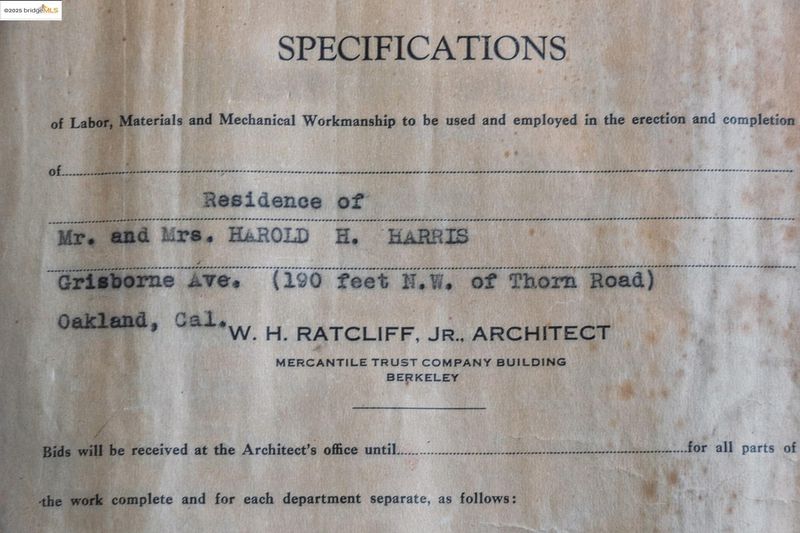 ©2025 bridgeMLS
SPECIFICATIONS
of Labor, Materials and Mechanical Workmanship to be used and employed in the erection and completion
of
Residence of
Mr. and Mrs. HAROLD H. HARRIS
Grisborne Ave. (190 feet N.W. of Thorn Road)
Oakland, Cal.
W. H. RATCLIFF, JR., ARCHITECT
MERCANTILE TRUST COMPANY BUILDING
BERKELEY
Bids will be received at the Architect's office until........for all parts of
the work complete and for each department separate, as follows: